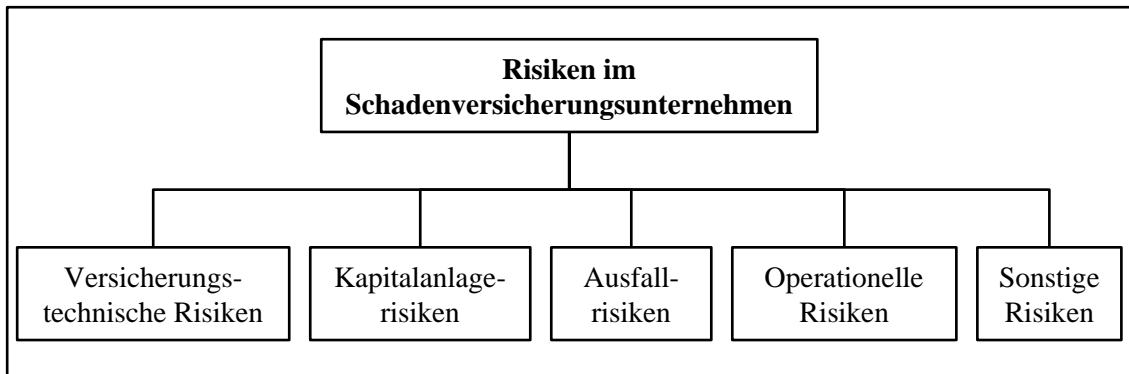 Risiken im
Schadenversicherungsunternehmen
Versicherungs-
technische Risiken
Kapitalanlage-
risiken
Ausfall-
risiken
Operationelle
Risiken
Sonstige
Risiken